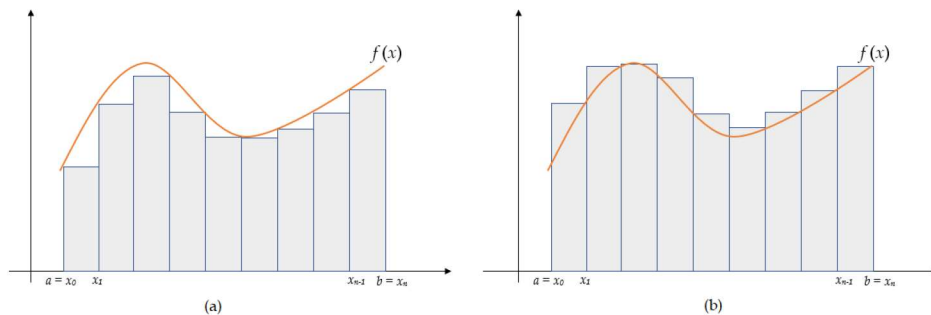 f (x)
a = x₀ x₁ xₙ₋₁ b = xₙ
(a)
f (x)
a = x₀ x₁ xₙ₋₁ b = xₙ
(b)